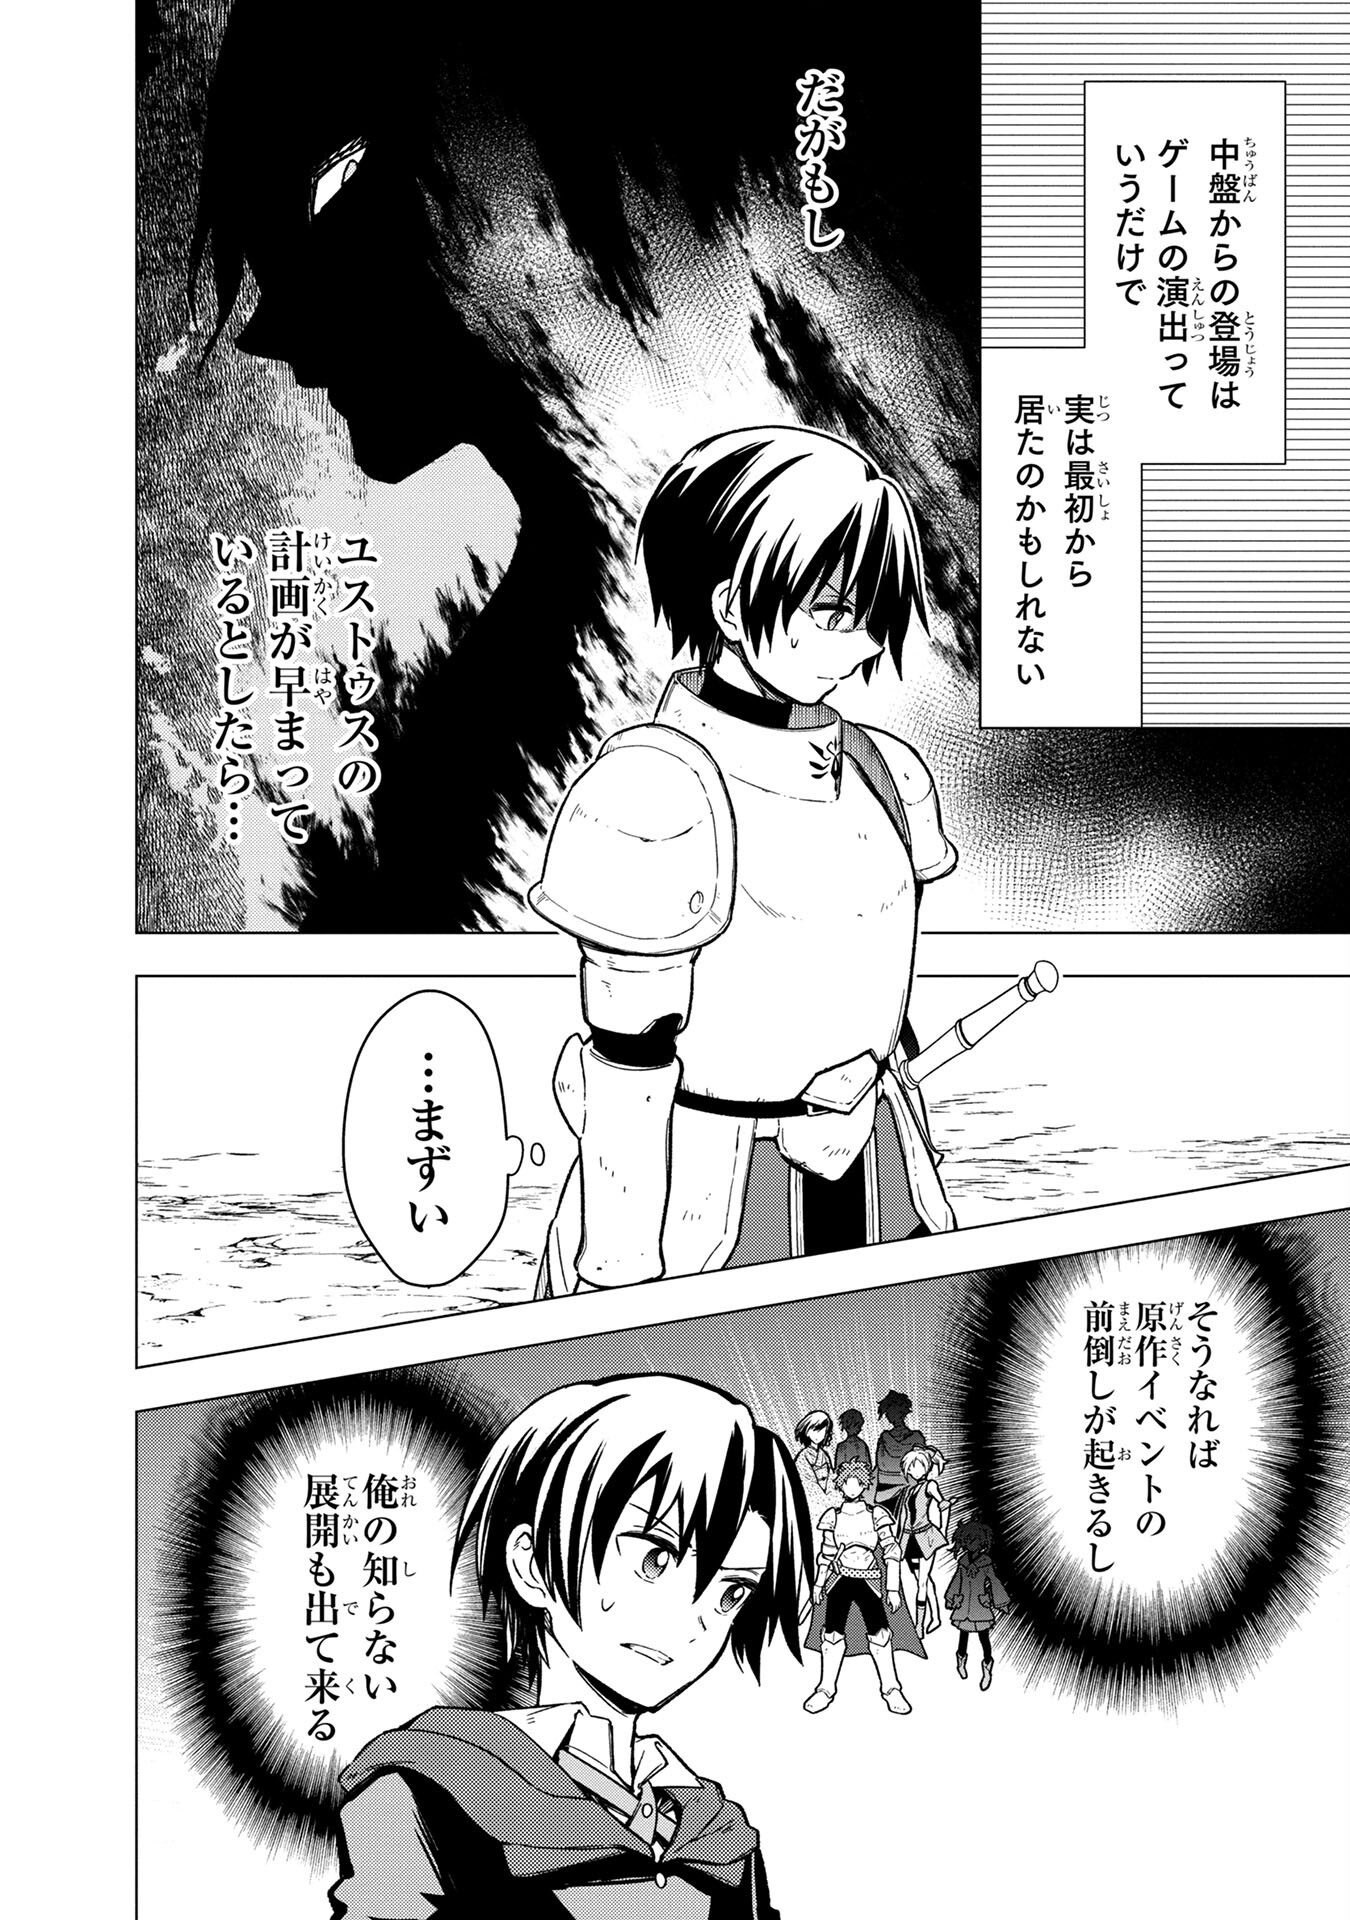 中盤からの登場は
ゲームの演出って
いうだけで
実は最初から
居たのかもしれない
だがもし
ユストゥスの
計画が早まって
いるとしたら…
…まずい
そうなれば
原作イベントの
前倒しが起きるし
俺の知らない
展開も出て来る